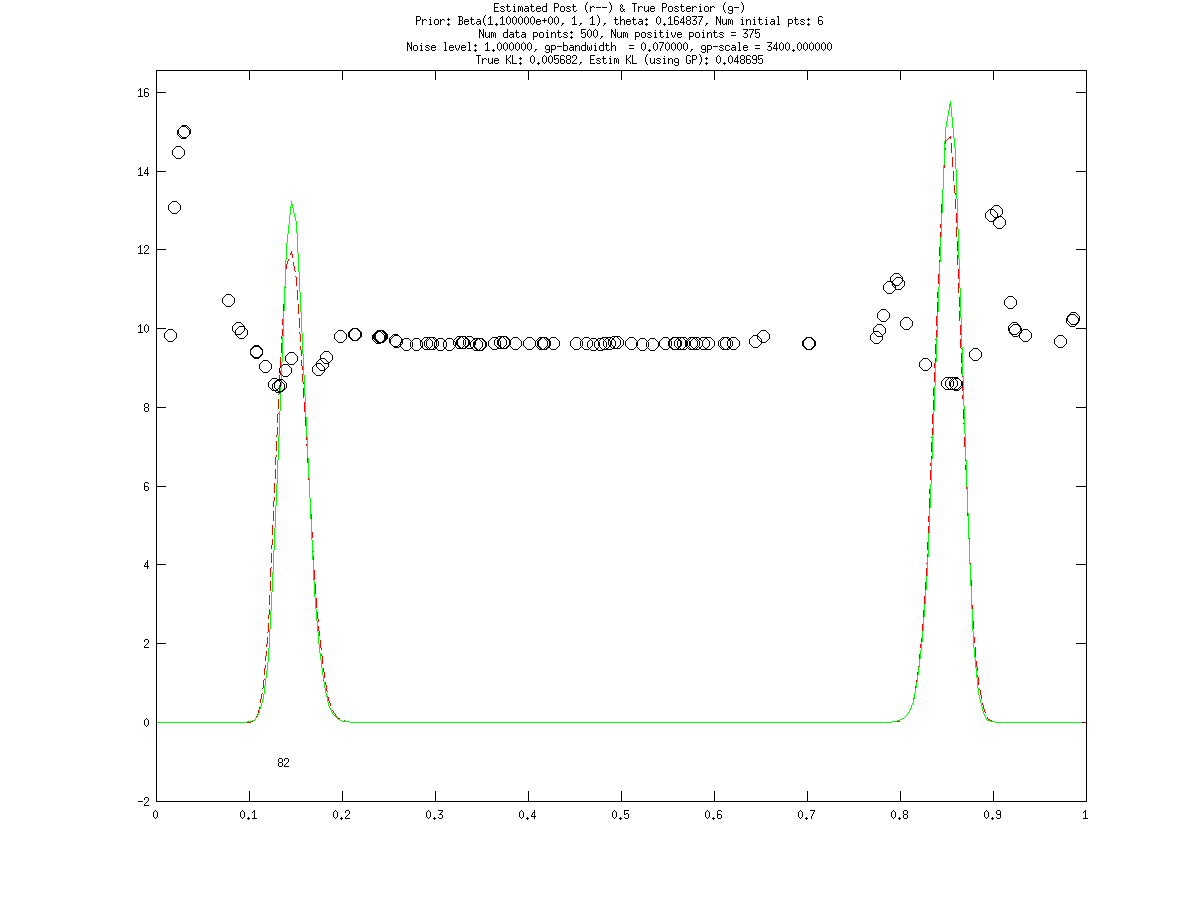 Estimated Post (r--) & True Posterior (g-)
Prior: Beta(1.100000e+00, 1, 1), theta: 0.164837, Num initial pts: 6
Num data points: 500, Num positive points = 375
Noise level: 1.000000, gp-bandwidth  = 0.070000, gp-scale = 3400.000000
True KL: 0.005682, Estim KL (using GP): 0.048695
16
14
12
10
8
6
4
2
0
82
-2
0 0.1 0.2 0.3 0.4 0.5 0.6 0.7 0.8 0.9 1